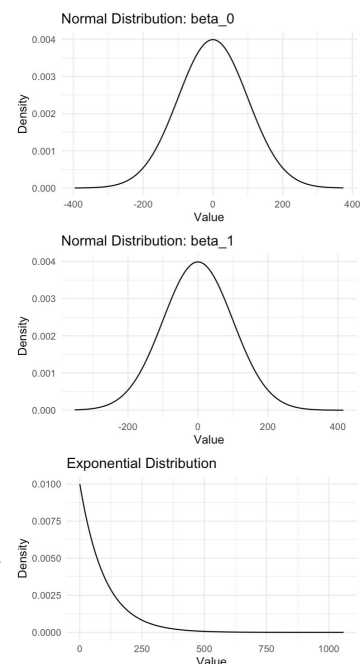 Normal Distribution: beta_0
0.004
0.003
0.002
0.001
0.000
Density
-400 -200 0 200 400
Value
Normal Distribution: beta_1
0.004
0.003
0.002
0.001
0.000
Density
-200 0 200 400
Value
Exponential Distribution
0.0100
0.0075
0.0050
0.0025
0.0000
Density
0 250 500 750 1000
Value